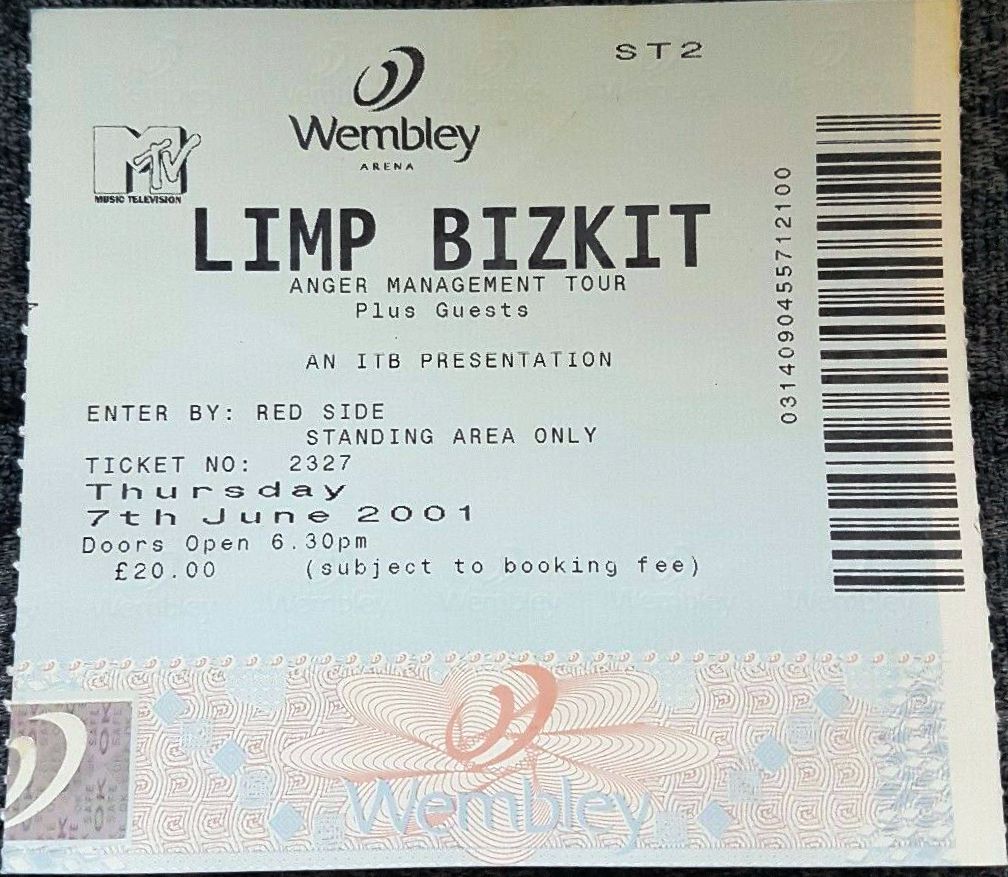 ST2
Wembley
ARENA
MTV
MUSIC TELEVISION
LIMP BIZKIT
ANGER MANAGEMENT TOUR
Plus Guests
AN ITB PRESENTATION
ENTER BY: RED SIDE
STANDING AREA ONLY
TICKET NO: 2327
Thursday
7th June 2001
Doors Open 6.30pm
£20.00 (subject to booking fee)
0314090455712100
Wembley